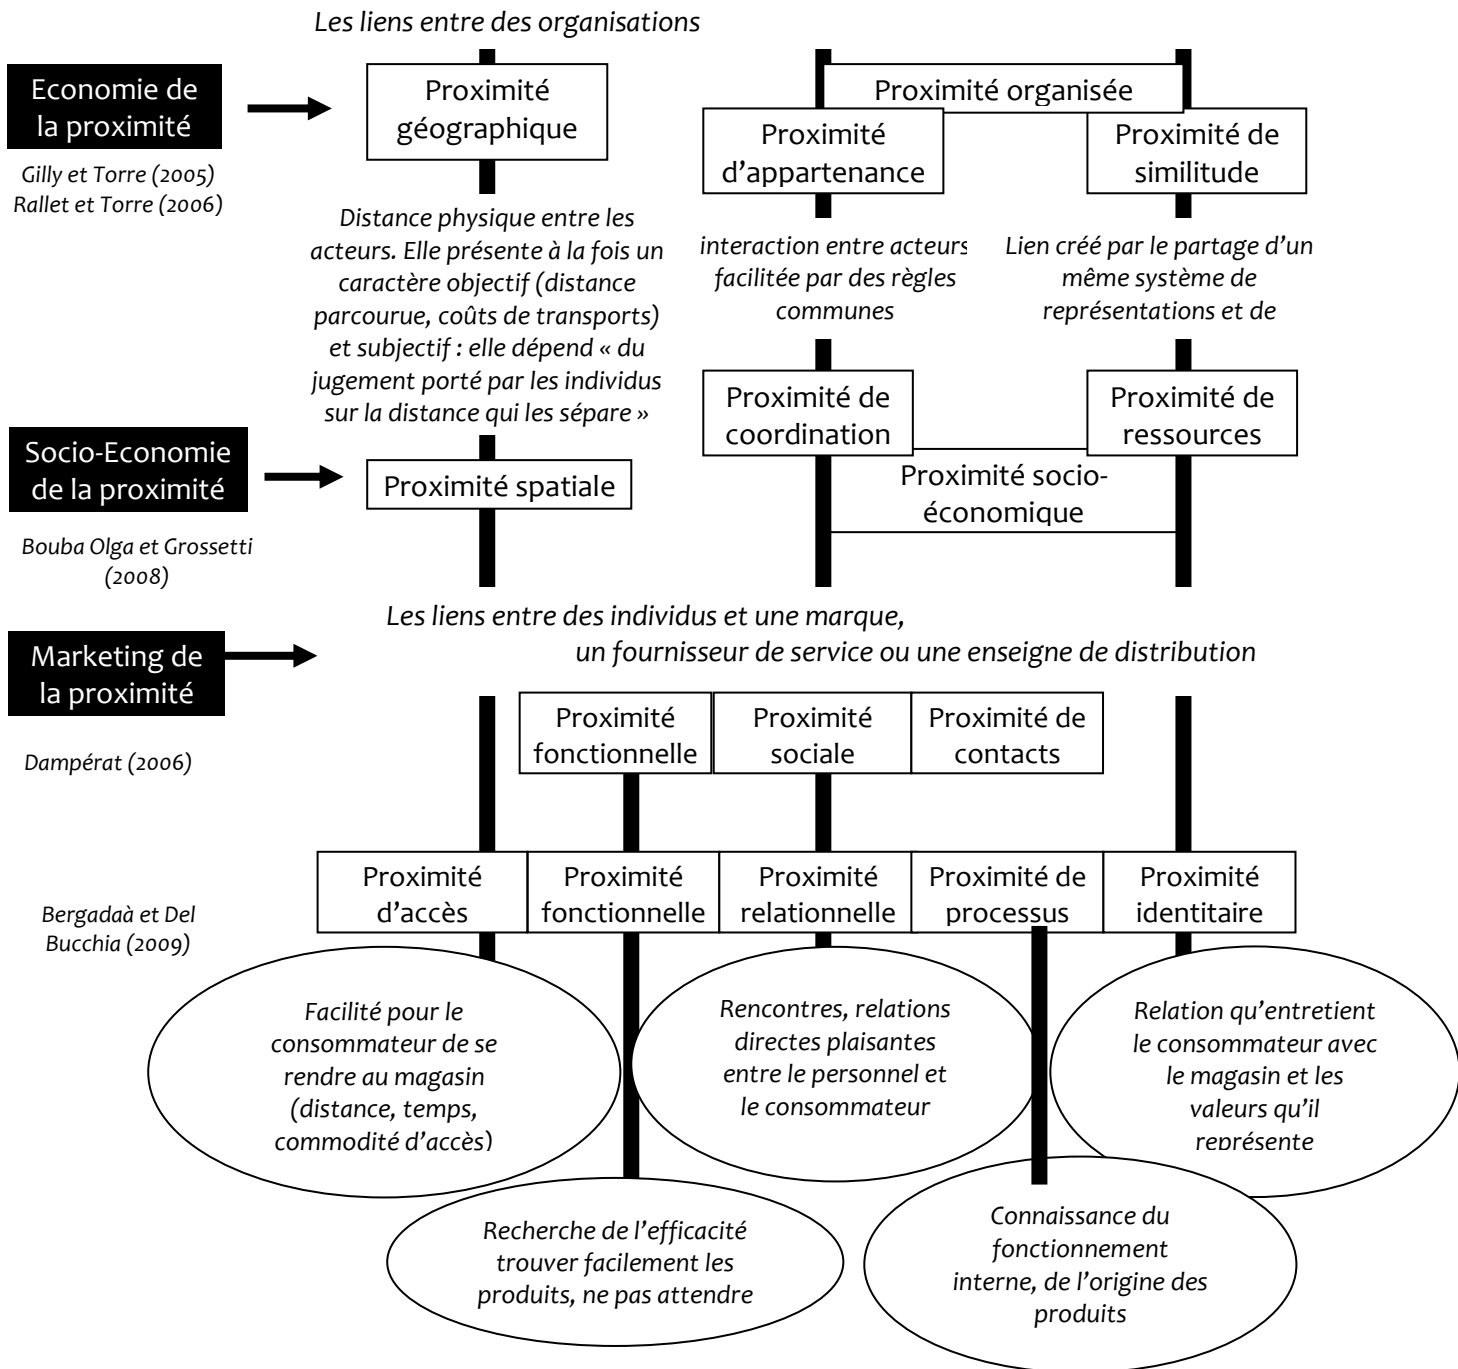 Les liens entre des organisations
Economie de
la proximité
Gilly et Torre (2005)
Rallet et Torre (2006)
Proximité
géographique
Proximité organisée
Proximité
d'appartenance
Proximité de
similitude
Distance physique entre les
acteurs. Elle présente à la fois un
caractère objectif (distance
parcourue, coûts de transports)
et subjectif : elle dépend « du
jugement porté par les individus
sur la distance qui les sépare »
interaction entre acteurs
facilitée par des règles
communes
Lien créé par le partage d'un
même système de
représentations et de
Socio-Economie
de la proximité
Bouba Olga et Grossetti
(2008)
Proximité spatiale
Proximité de
coordination
Proximité de
ressources
Proximité socio-
économique
Les liens entre des individus et une marque,
un fournisseur de service ou une enseigne de distribution
Marketing de
la proximité
Dampérat (2006)
Proximité
fonctionnelle
Proximité
sociale
Proximité de
contacts
Bergadaà et Del
Bucchia (2009)
Proximité
d'accès
Proximité
fonctionnelle
Proximité
relationnelle
Proximité de
processus
Proximité
identitaire
Facilité pour le
consommateur de se
rendre au magasin
(distance, temps,
commodité d'accès)
Rencontres, relations
directes plaisantes
entre le personnel et
le consommateur
Relation qu'entretient
le consommateur avec
le magasin et les
valeurs qu'il
représente
Recherche de l'efficacité
trouver facilement les
produits, ne pas attendre
Connaissance du
fonctionnement
interne, de l'origine des
produits